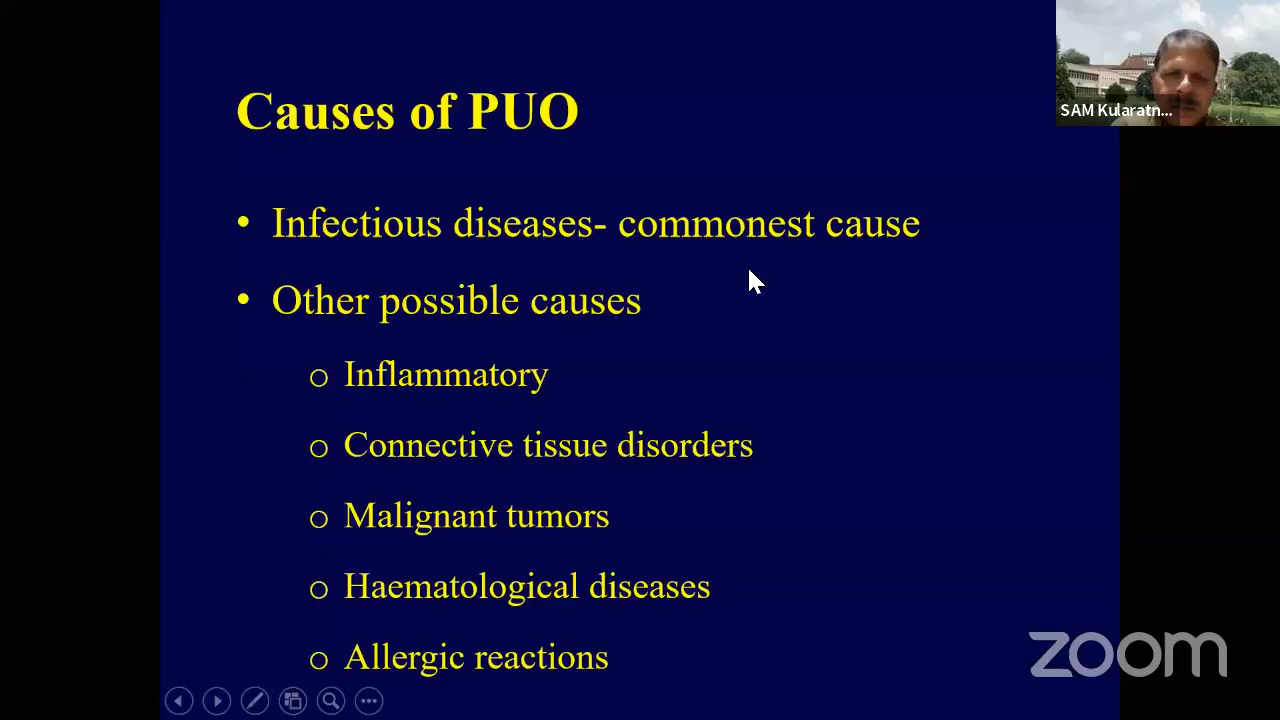 SAM Kularatn...
Causes of PUO
• Infectious diseases- commonest cause
• Other possible causes
o Inflammatory
o Connective tissue disorders
o Malignant tumors
o Haematological diseases
o Allergic reactions
zoom